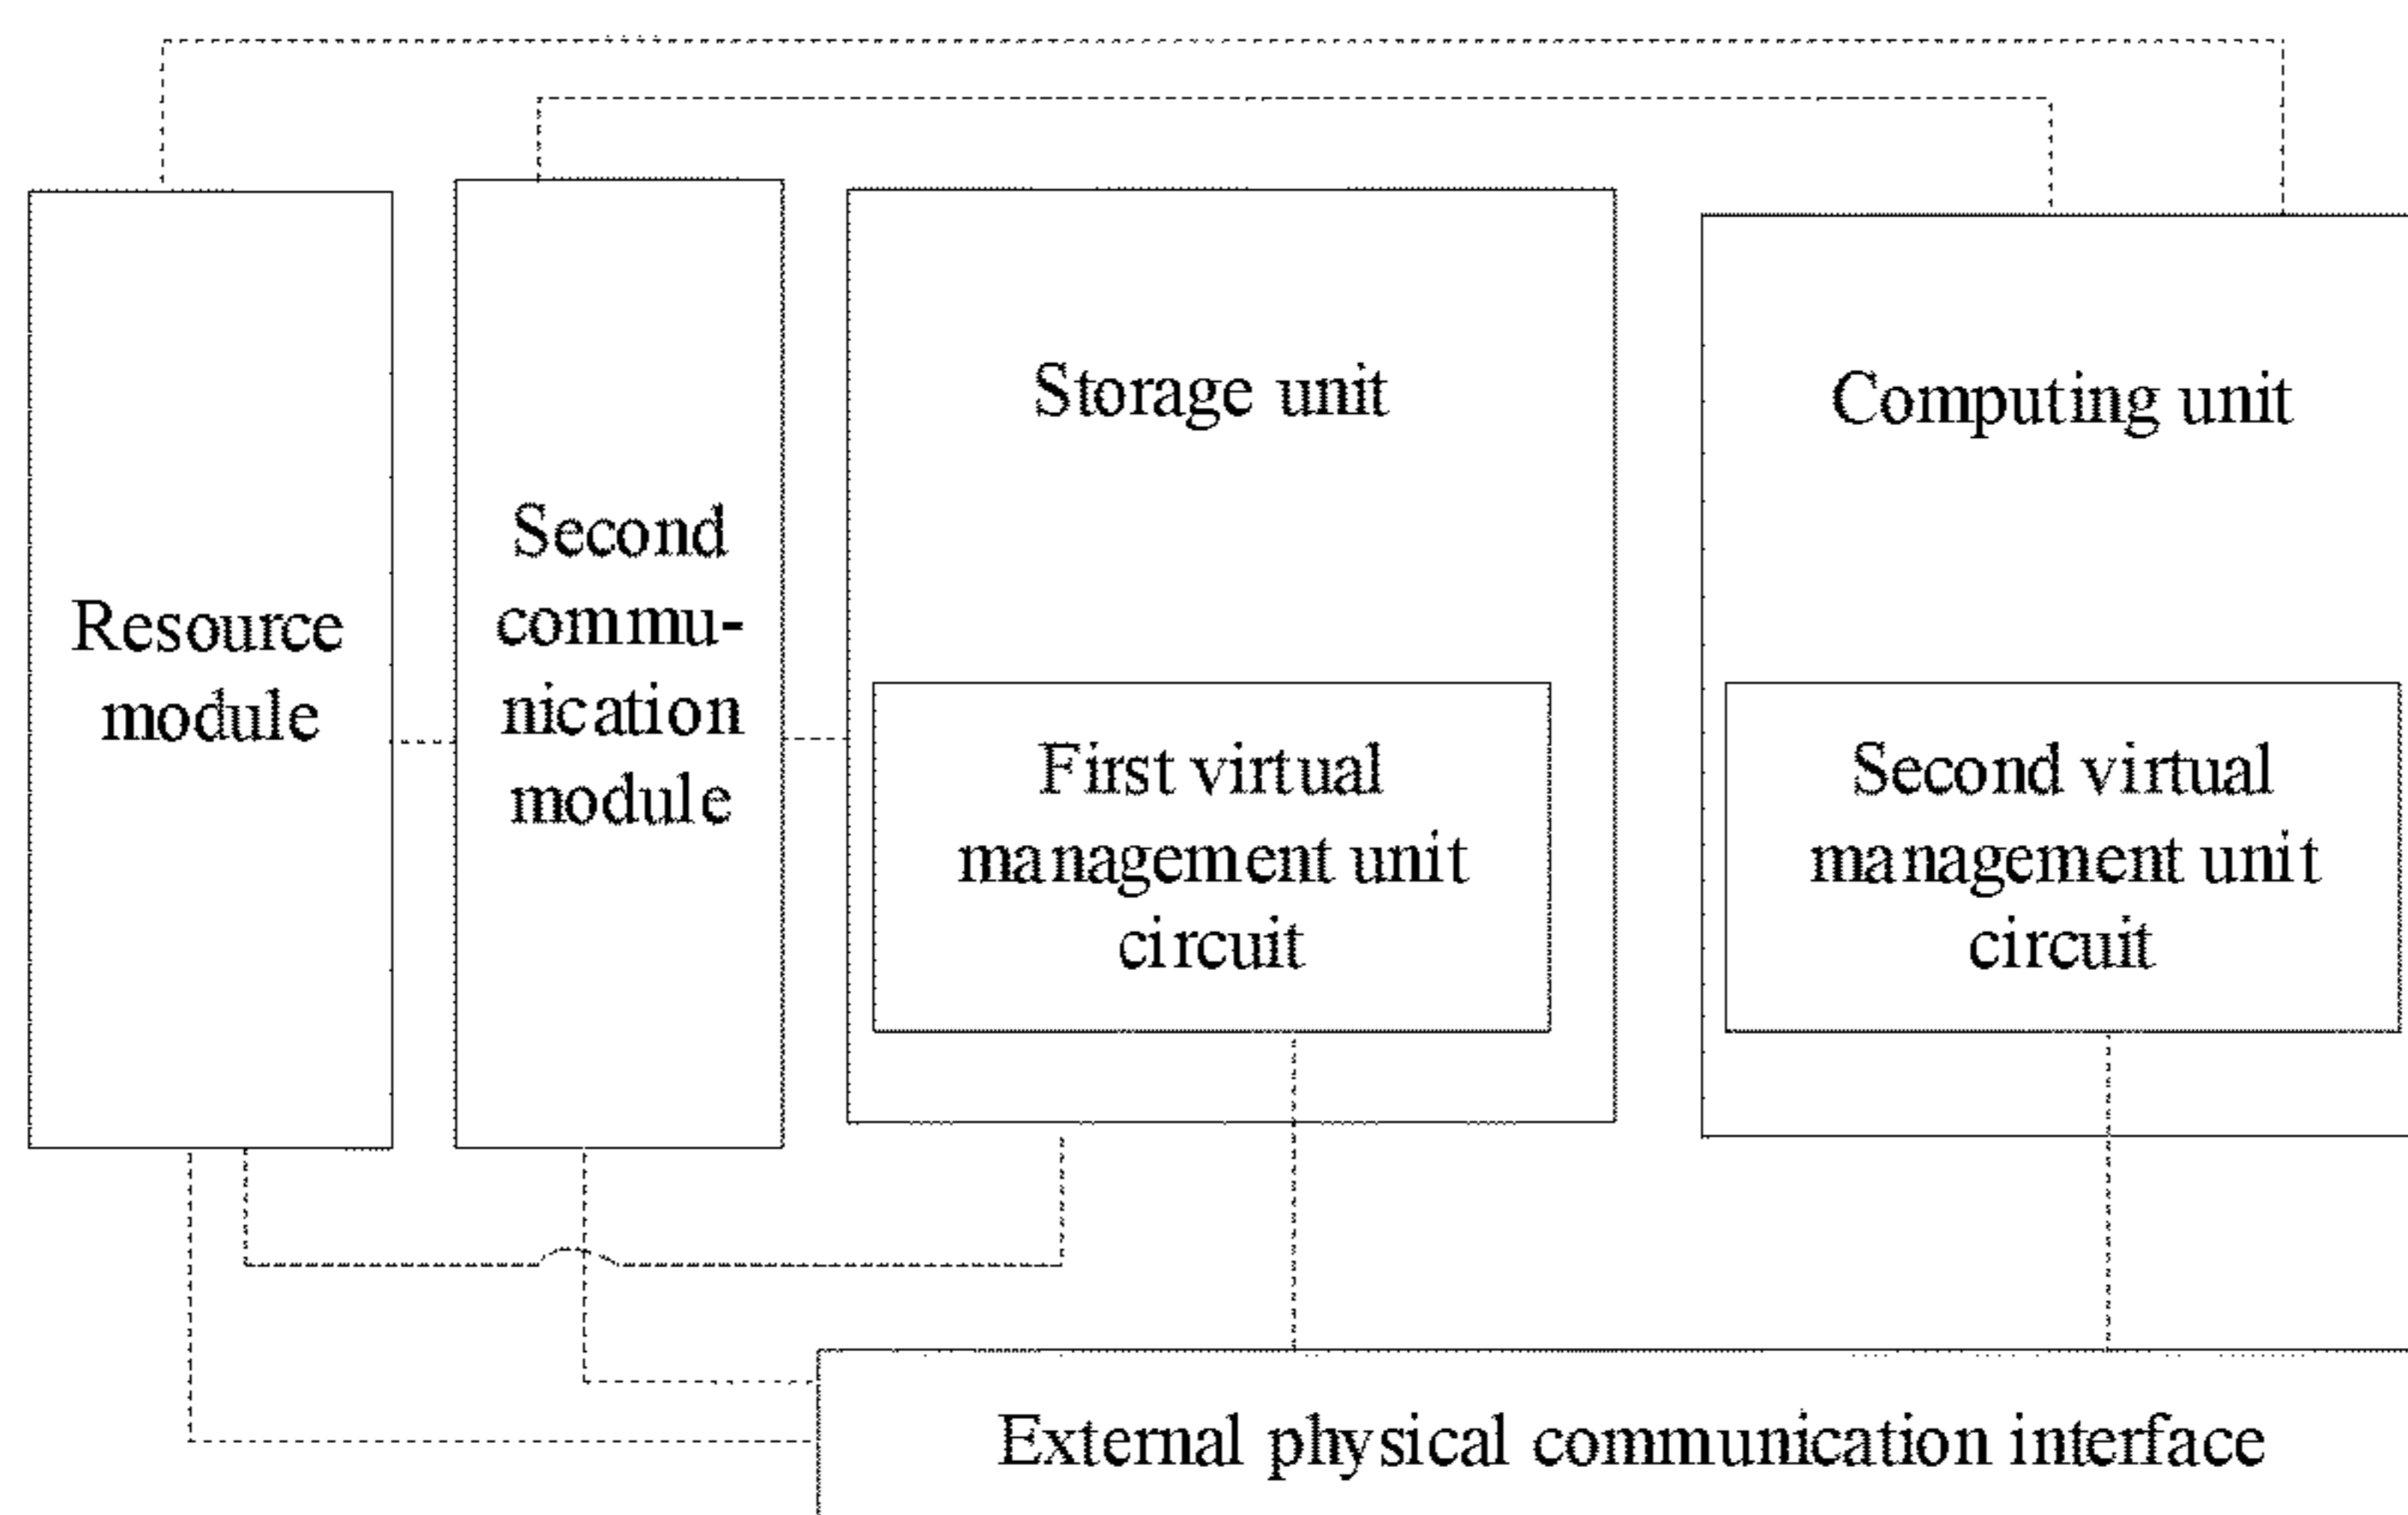 Resource
module
Second
commu-
nication
module
Storage unit
First virtual
management unit
circuit
Computing unit
Second virtual
management unit
circuit
External physical communication interface